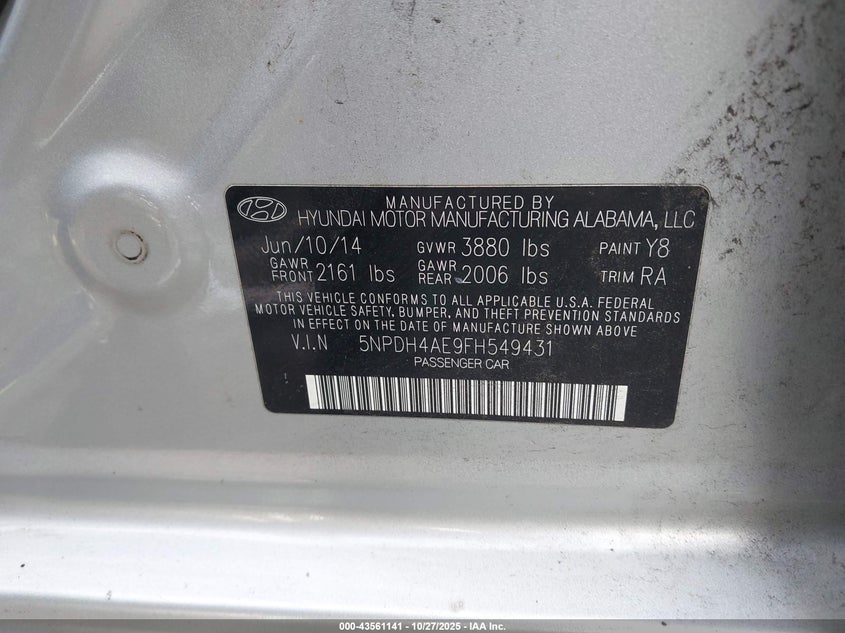 MANUFACTURED BY
HYUNDAI MOTOR MANUFACTURING ALABAMA, LLC
Jun/10/14 GVWR 3880 lbs PAINT Y8
GAWR FRONT 2161 lbs GAWR REAR 2006 lbs TRIM RA
THIS VEHICLE CONFORMS TO ALL APPLICABLE U.S.A. FEDERAL
MOTOR VEHICLE SAFETY, BUMPER, AND THEFT PREVENTION STANDARDS
IN EFFECT ON THE DATE OF MANUFACTURE SHOWN ABOVE
V.I.N 5NPDH4AE9FH549431
PASSENGER CAR
000-43561141 - 10/27/2025 - IAA Inc.